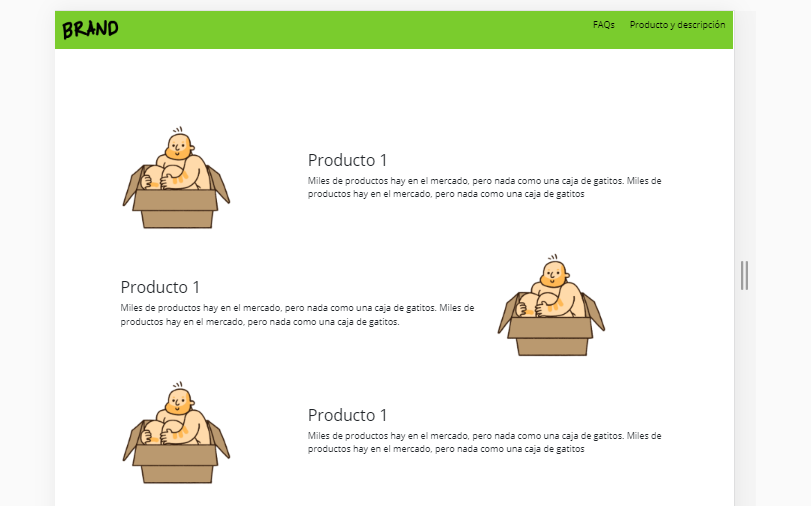 BRAND
FAQs
Producto y descripción
Producto 1
Miles de productos hay en el mercado, pero nada como una caja de gatitos. Miles de
productos hay en el mercado, pero nada como una caja de gatitos
Producto 1
Miles de productos hay en el mercado, pero nada como una caja de gatitos. Miles de
productos hay en el mercado, pero nada como una caja de gatitos.
Producto 1
Miles de productos hay en el mercado, pero nada como una caja de gatitos. Miles de
productos hay en el mercado, pero nada como una caja de gatitos